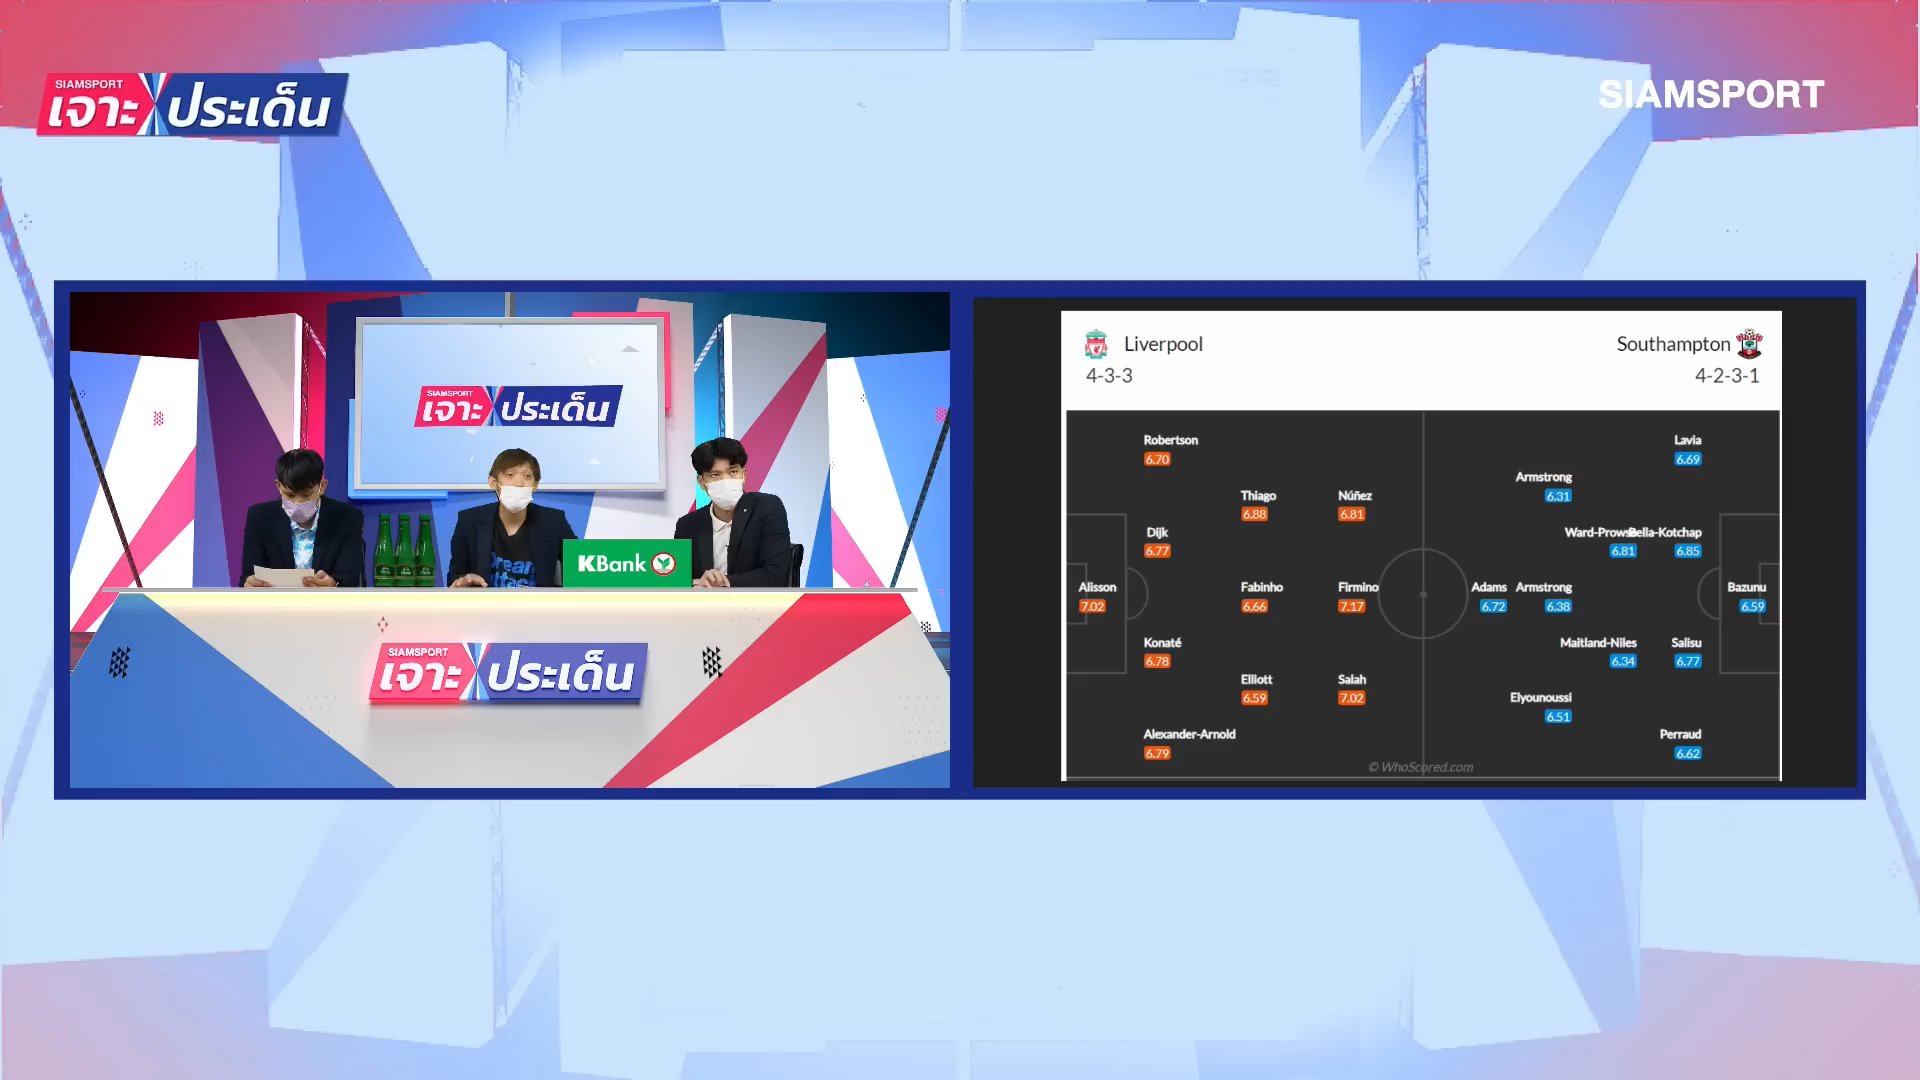 SIAMSPORT
เจาะประเด็น
SIAMSPORT
SIAMSPORT
เจาะประเด็น
KBank
SIAMSPORT
เจาะประเด็น
Liverpool
4-3-3
Southampton
4-2-3-1
Robertson
6.70
Dijk
6.77
Alisson
7.02
Konaté
6.78
Alexander-Arnold
6.79
Thiago
6.88
Fabinho
6.66
Elliott
6.59
Núñez
6.81
Firmino
7.17
Salah
7.02
Adams
6.72
Armstrong
6.31
Armstrong
6.38
Elyounoussi
6.51
Ward-Prowse
6.81
Maitland-Niles
6.34
Lavia
6.69
Bella-Kotchap
6.85
Salisu
6.77
Perraud
6.62
Bazunu
6.59
© WhoScored.com